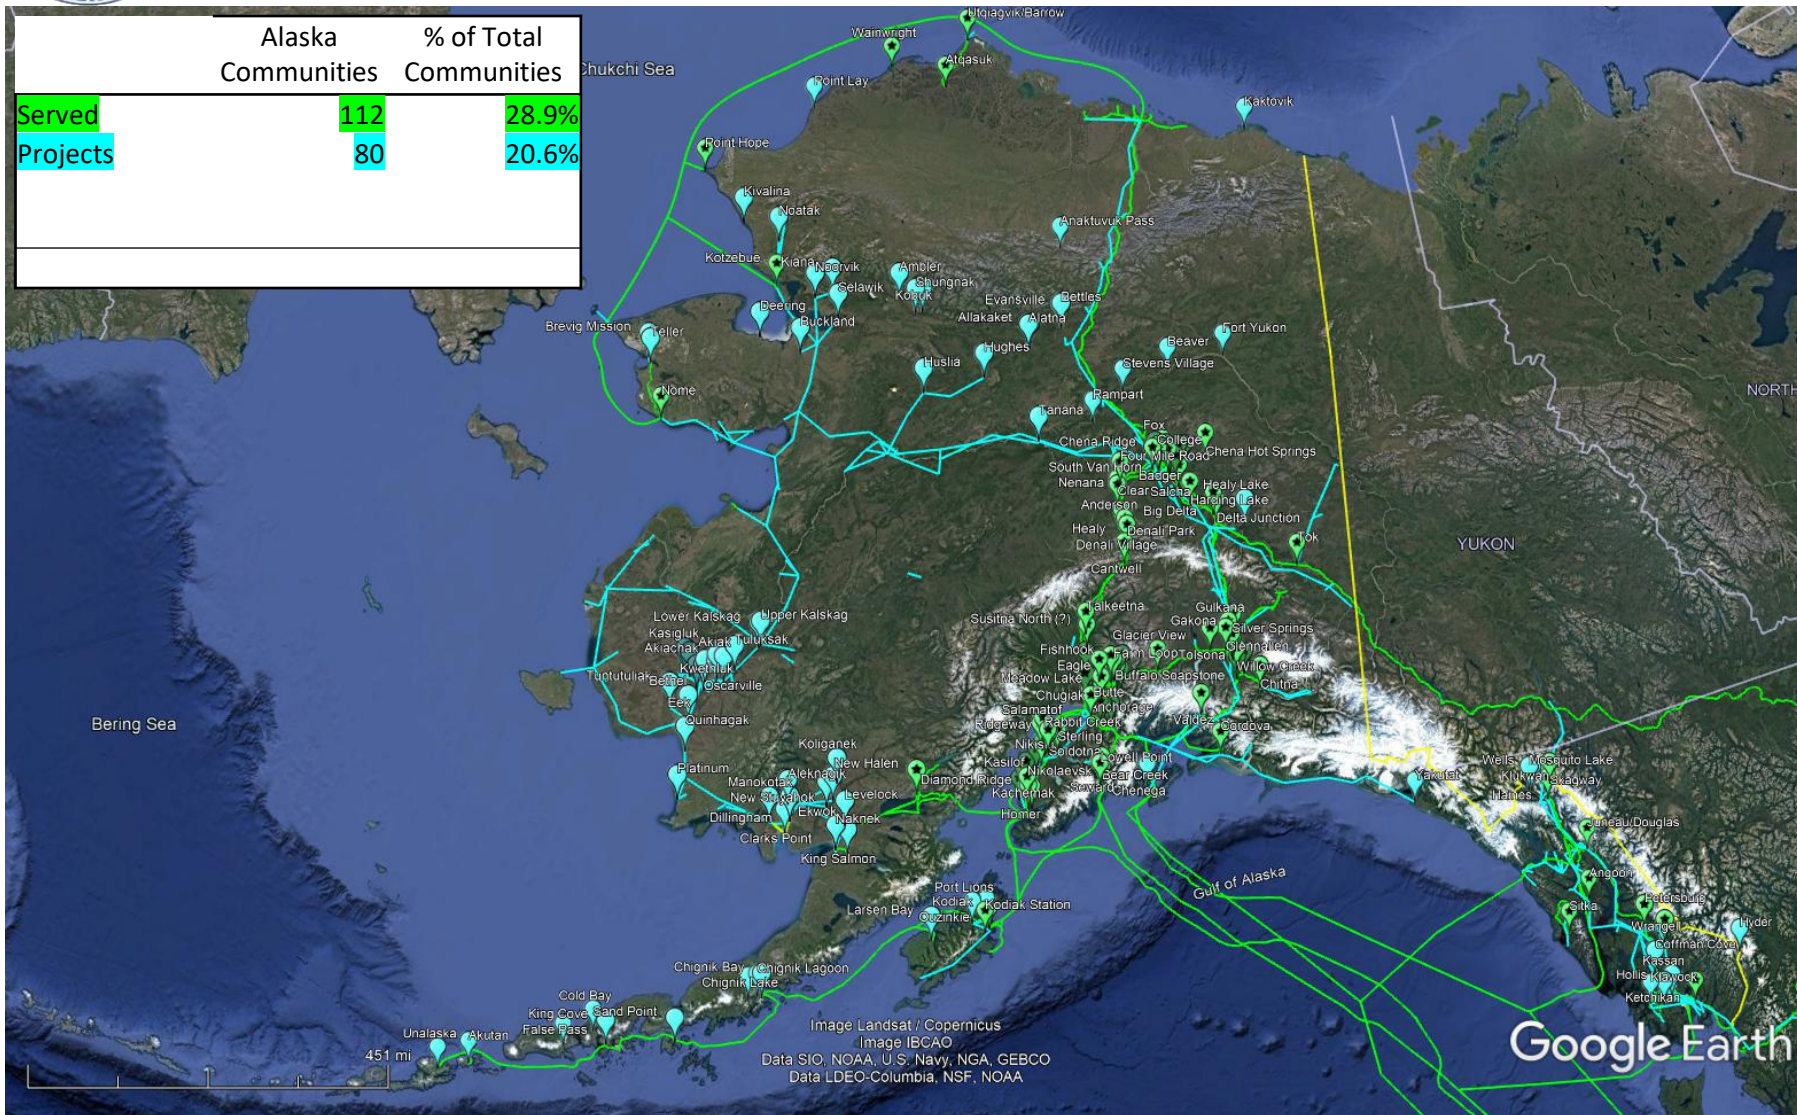 Alaska Communities
% of Total Communities
Served 112 28.9%
Projects 80 20.6%
Chukchi Sea
Utqiagvik/Barrow
Wainwright
Atqasuk
Point Lay
Kaktovik
Point Hope
Kivalina
Noatak
Anaktuvuk Pass
Kotzebue
Kiana
Noorvik
Ambler
Shungnak
Kobuk
Selawik
Deering
Buckland
Evansville
Bettles
Allakaket
Alatna
Brevig Mission
Teller
Fort Yukon
Beaver
Hughes
Huslia
Stevens Village
Nome
Rampart
Tanana
NORTH
Fox
Chena Ridge
College
Four Mile Road
Chena Hot Springs
South Van Horn
Badger
Nenana
Clear
Salcha
Healy Lake
Harding Lake
Anderson
Big Delta
Delta Junction
Healy
Denali Park
Denali Village
Tok
YUKON
Cantwell
Lower Kalskag
Upper Kalskag
Kasigluk
Akiak
Tuluksak
Akiachak
Kwethluk
Tuntutuliak
Bethel
Oscarville
Eek
Quinhagak
Bering Sea
Talkeetna
Susitna North (?)
Gulkana
Gakona
Silver Springs
Glacier View
Glennallen
Fishhook
Farm Loop
Tolsona
Eagle
Willow Creek
Meadow Lake
Buffalo Soapstone
Chitna
Chugiak
Butte
Anchorage
Salamatof
Valdez
Cordova
Ridgeway
Rabbit Creek
Sterling
Nikis
Soldotna
Kasilof
Lowell Point
Nikolaevsk
Bear Creek
Diamond Ridge
Seward
Chenega
Kachemak
Homer
Koliganek
New Halen
Platinum
Aleknagik
Manokotak
New Stuyahok
Levelock
Ekwok
Dillingham
Naknek
Clarks Point
King Salmon
Wells
Mosquito Lake
Klukwan
Skagway
Haines
Yakutat
Juneau/Douglas
Gulf of Alaska
Angoon
Port Lions
Kodiak
Kodiak Station
Larsen Bay
Ouzinkie
Sitka
Petersburg
Wrangell
Hyder
Coffman Cove
Kassan
Hollis
Klawock
Ketchikan
Chignik Bay
Chignik Lagoon
Chignik Lake
Cold Bay
King Cove
Sand Point
False Pass
Unalaska
Akutan
451 mi
Image Landsat / Copernicus
Image IBCAO
Data SIO, NOAA, U.S. Navy, NGA, GEBCO
Data LDEO-Columbia, NSF, NOAA
Google Earth